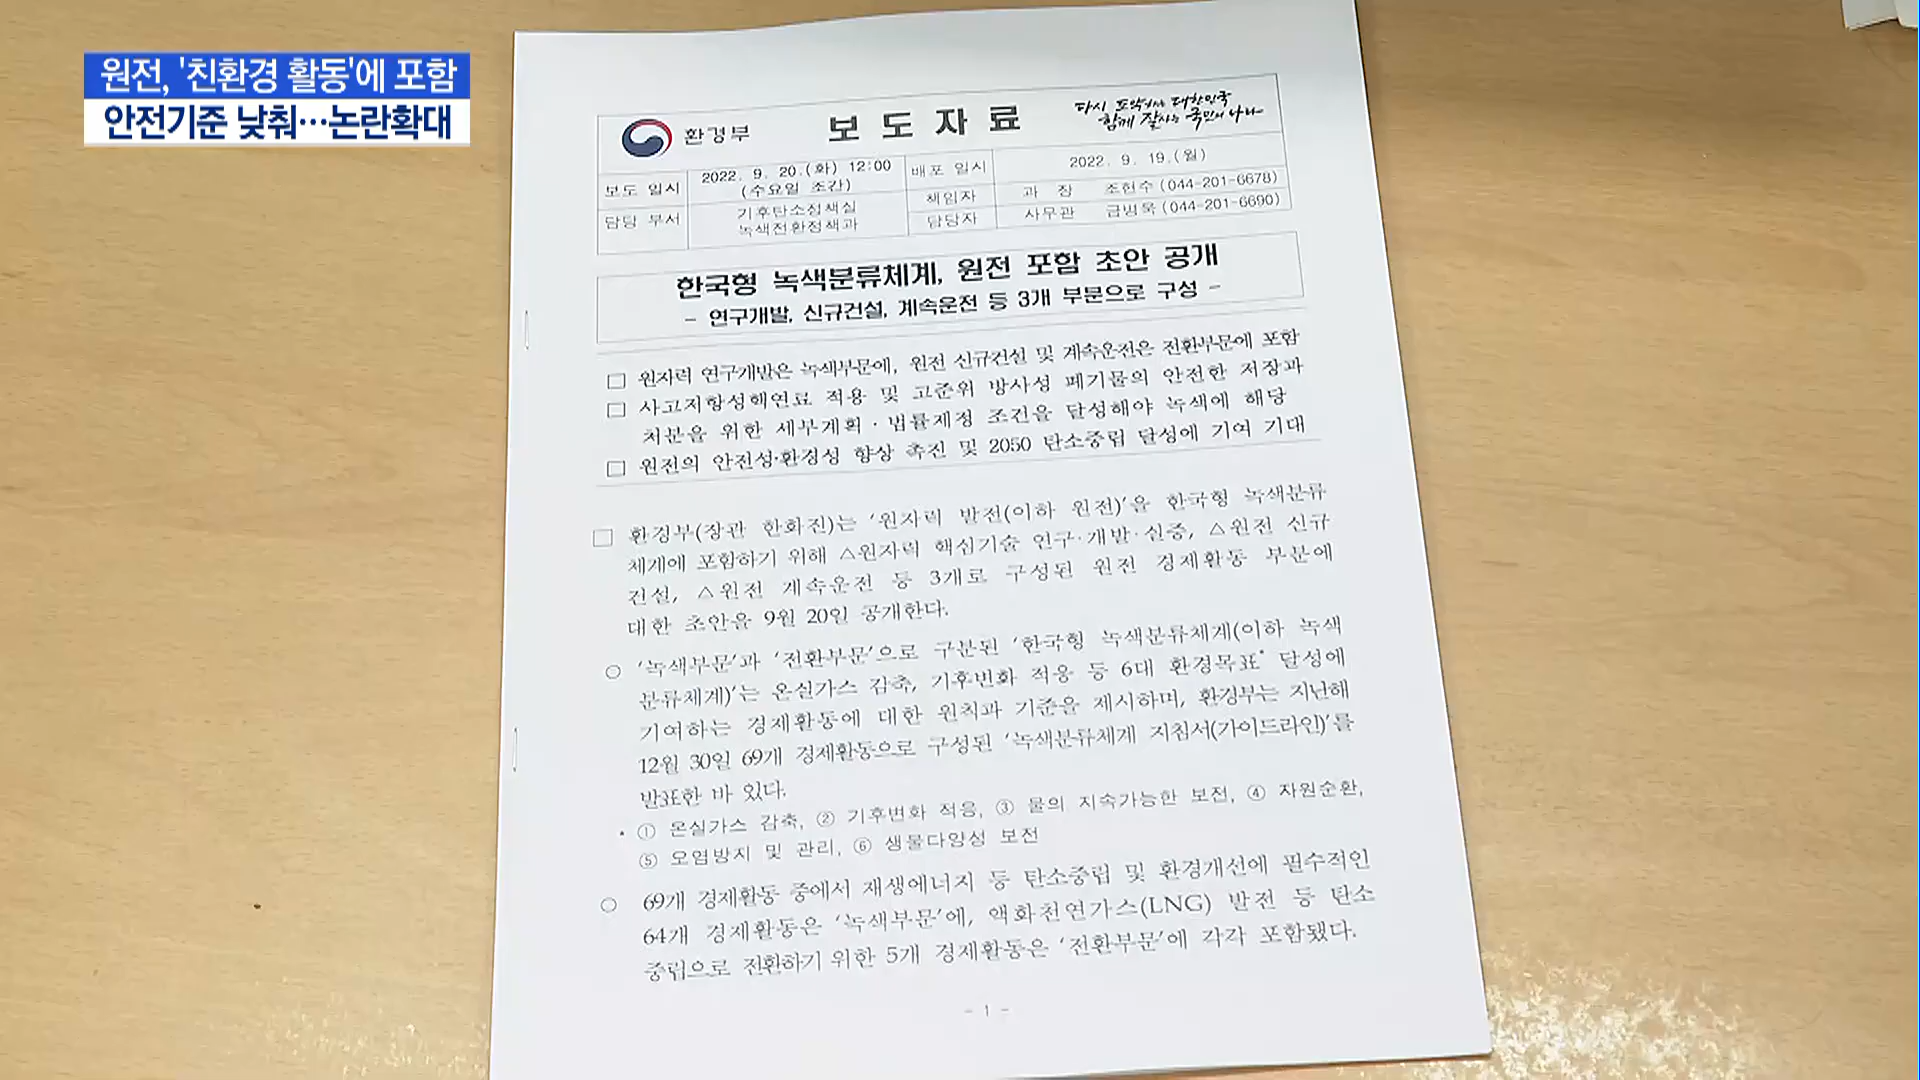 원전, '친환경 활동'에 포함
안전기준 낮춰…논란확대
환경부
보 도 자 료
다시 도약하는 대한민국
함께 잘사는 국민의 나라
보도 일시 2022. 9. 20.(화) 12:00 (수요일 조간) 배포 일시 2022. 9. 19.(월)
담당 부서 기후탄소정책실 녹색전환정책과
책임자 과 장 조현수 (044-201-6678)
담당자 사무관 금병욱 (044-201-6690)
한국형 녹색분류체계, 원전 포함 초안 공개
- 연구개발, 신규건설, 계속운전 등 3개 부문으로 구성 -
□ 원자력 연구개발은 녹색부문에, 원전 신규건설 및 계속운전은 전환부문에 포함
□ 사고저항성핵연료 적용 및 고준위 방사성 폐기물의 안전한 저장과
처분을 위한 세부계획·법률제정 조건을 달성해야 녹색에 해당
□ 원전의 안전성·환경성 향상 촉진 및 2050 탄소중립 달성에 기여 기대
□ 환경부(장관 한화진)는 '원자력 발전(이하 원전)'을 한국형 녹색분류
체계에 포함하기 위해 △원자력 핵심기술 연구·개발·실증, △원전 신규
건설, △원전 계속운전 등 3개로 구성된 원전 경제활동 부분에
대한 초안을 9월 20일 공개한다.
○ '녹색부문'과 '전환부문'으로 구분된 '한국형 녹색분류체계(이하 녹색
분류체계)'는 온실가스 감축, 기후변화 적응 등 6대 환경목표* 달성에
기여하는 경제활동에 대한 원칙과 기준을 제시하며, 환경부는 지난해
12월 30일 69개 경제활동으로 구성된 '녹색분류체계 지침서(가이드라인)'를
발표한 바 있다.
* ① 온실가스 감축, ② 기후변화 적응, ③ 물의 지속가능한 보전, ④ 자원순환,
⑤ 오염방지 및 관리, ⑥ 생물다양성 보전
○ 69개 경제활동 중에서 재생에너지 등 탄소중립 및 환경개선에 필수적인
64개 경제활동은 '녹색부문'에, 액화천연가스(LNG) 발전 등 탄소
중립으로 전환하기 위한 5개 경제활동은 '전환부문'에 각각 포함됐다.
- 1 -